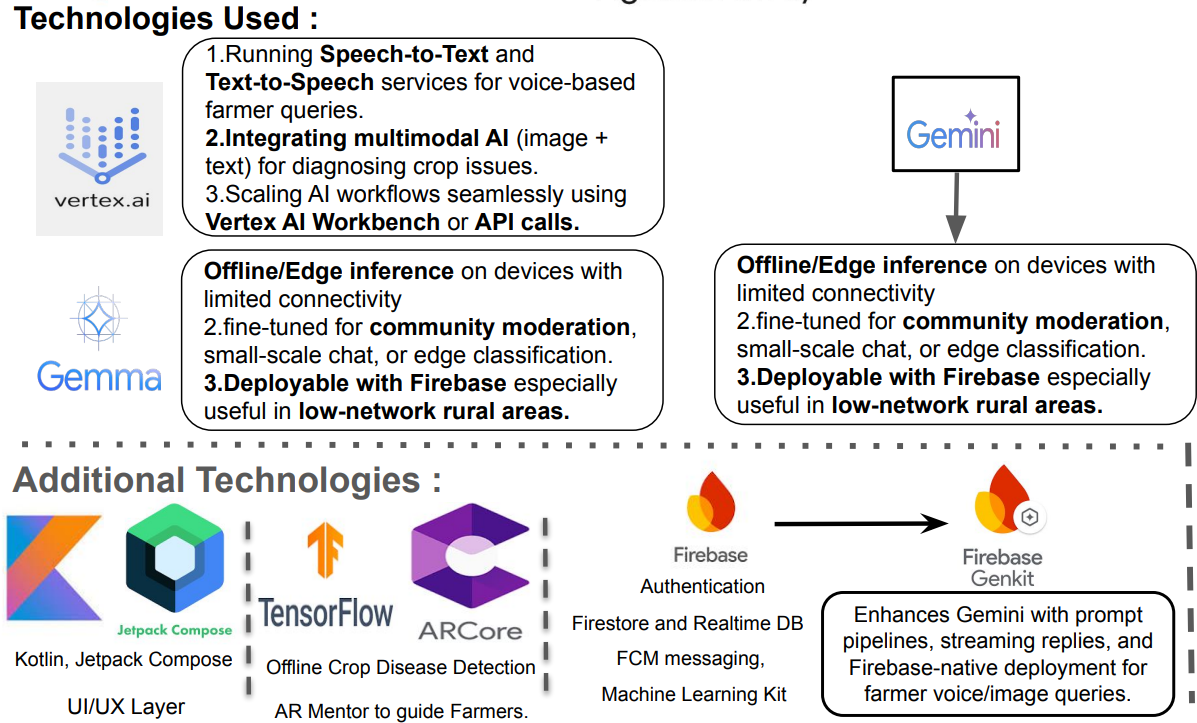 Technologies Used :
1.Running Speech-to-Text and
Text-to-Speech services for voice-based
farmer queries.
2.Integrating multimodal AI (image +
text) for diagnosing crop issues.
3.Scaling AI workflows seamlessly using
Vertex AI Workbench or API calls.
vertex.ai
Gemini
Offline/Edge inference on devices with
limited connectivity
2.fine-tuned for community moderation,
small-scale chat, or edge classification.
3.Deployable with Firebase especially
useful in low-network rural areas.
Gemma
Offline/Edge inference on devices with
limited connectivity
2.fine-tuned for community moderation,
small-scale chat, or edge classification.
3.Deployable with Firebase especially
useful in low-network rural areas.
Additional Technologies :
Jetpack Compose
Kotlin, Jetpack Compose
UI/UX Layer
TensorFlow
ARCore
Offline Crop Disease Detection
AR Mentor to guide Farmers.
Firebase
Authentication
Firestore and Realtime DB
FCM messaging,
Machine Learning Kit
Firebase
Genkit
Enhances Gemini with prompt
pipelines, streaming replies, and
Firebase-native deployment for
farmer voice/image queries.